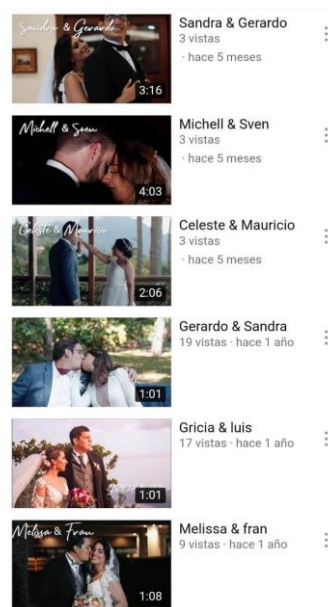 Sandra & Gerardo
3:16
Sandra & Gerardo
3 vistas
· hace 5 meses
Michell & Sven
4:03
Michell & Sven
3 vistas
· hace 5 meses
Celeste & Mauricio
2:06
Celeste & Mauricio
3 vistas
· hace 5 meses
1:01
Gerardo & Sandra
19 vistas · hace 1 año
1:01
Gricia & luis
17 vistas · hace 1 año
Melissa & Fran
1:08
Melissa & fran
9 vistas · hace 1 año